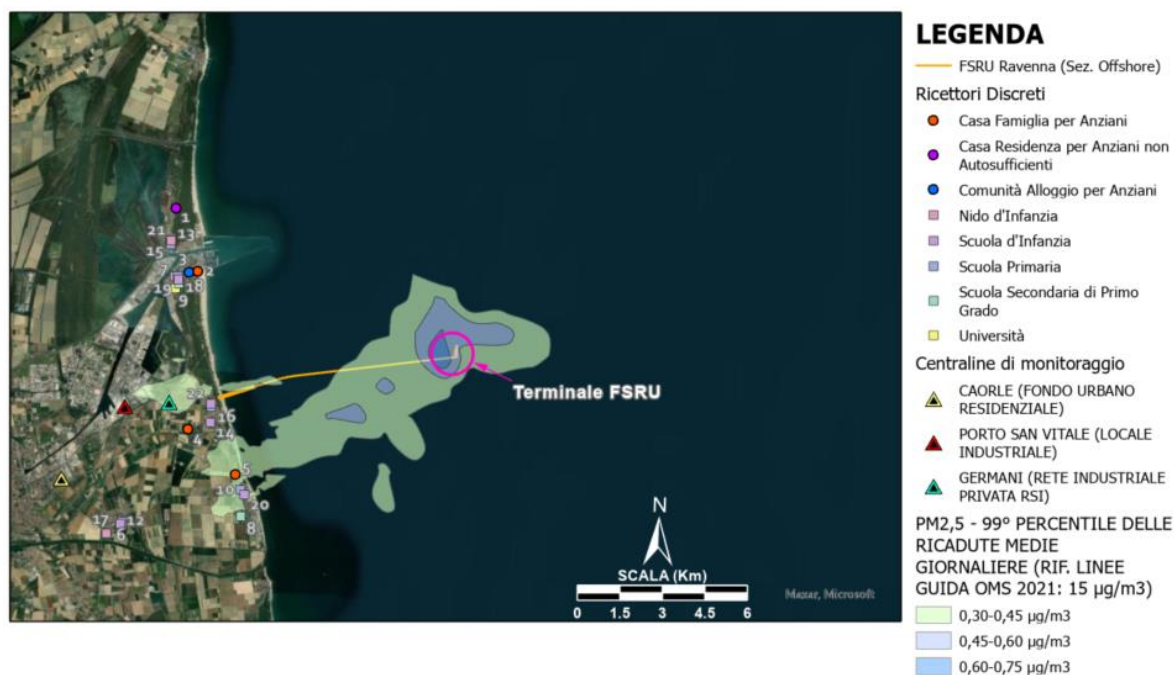 LEGENDA
FSRU Ravenna (Sez. Offshore)
Ricettori Discreti
Casa Famiglia per Anziani
Casa Residenza per Anziani non
Autosufficienti
Comunità Alloggio per Anziani
Nido d'Infanzia
Scuola d'Infanzia
Scuola Primaria
Scuola Secondaria di Primo
Grado
Università
Centraline di monitoraggio
CAORLE (FONDO URBANO
RESIDENZIALE)
PORTO SAN VITALE (LOCALE
INDUSTRIALE)
GERMANI (RETE INDUSTRIALE
PRIVATA RSI)
PM2,5 - 99° PERCENTILE DELLE
RICADUTE MEDIE
GIORNALIERE (RIF. LINEE
GUIDA OMS 2021: 15 µg/m3)
0,30-0,45 µg/m3
0,45-0,60 µg/m3
0,60-0,75 µg/m3
1
21 13
15
3
7 2
19 18
9
22
16
4 14
5
10
20
17 12 8
6
Terminale FSRU
N
SCALA (Km)
0 1.5 3 4.5 6
Maxar, Microsoft